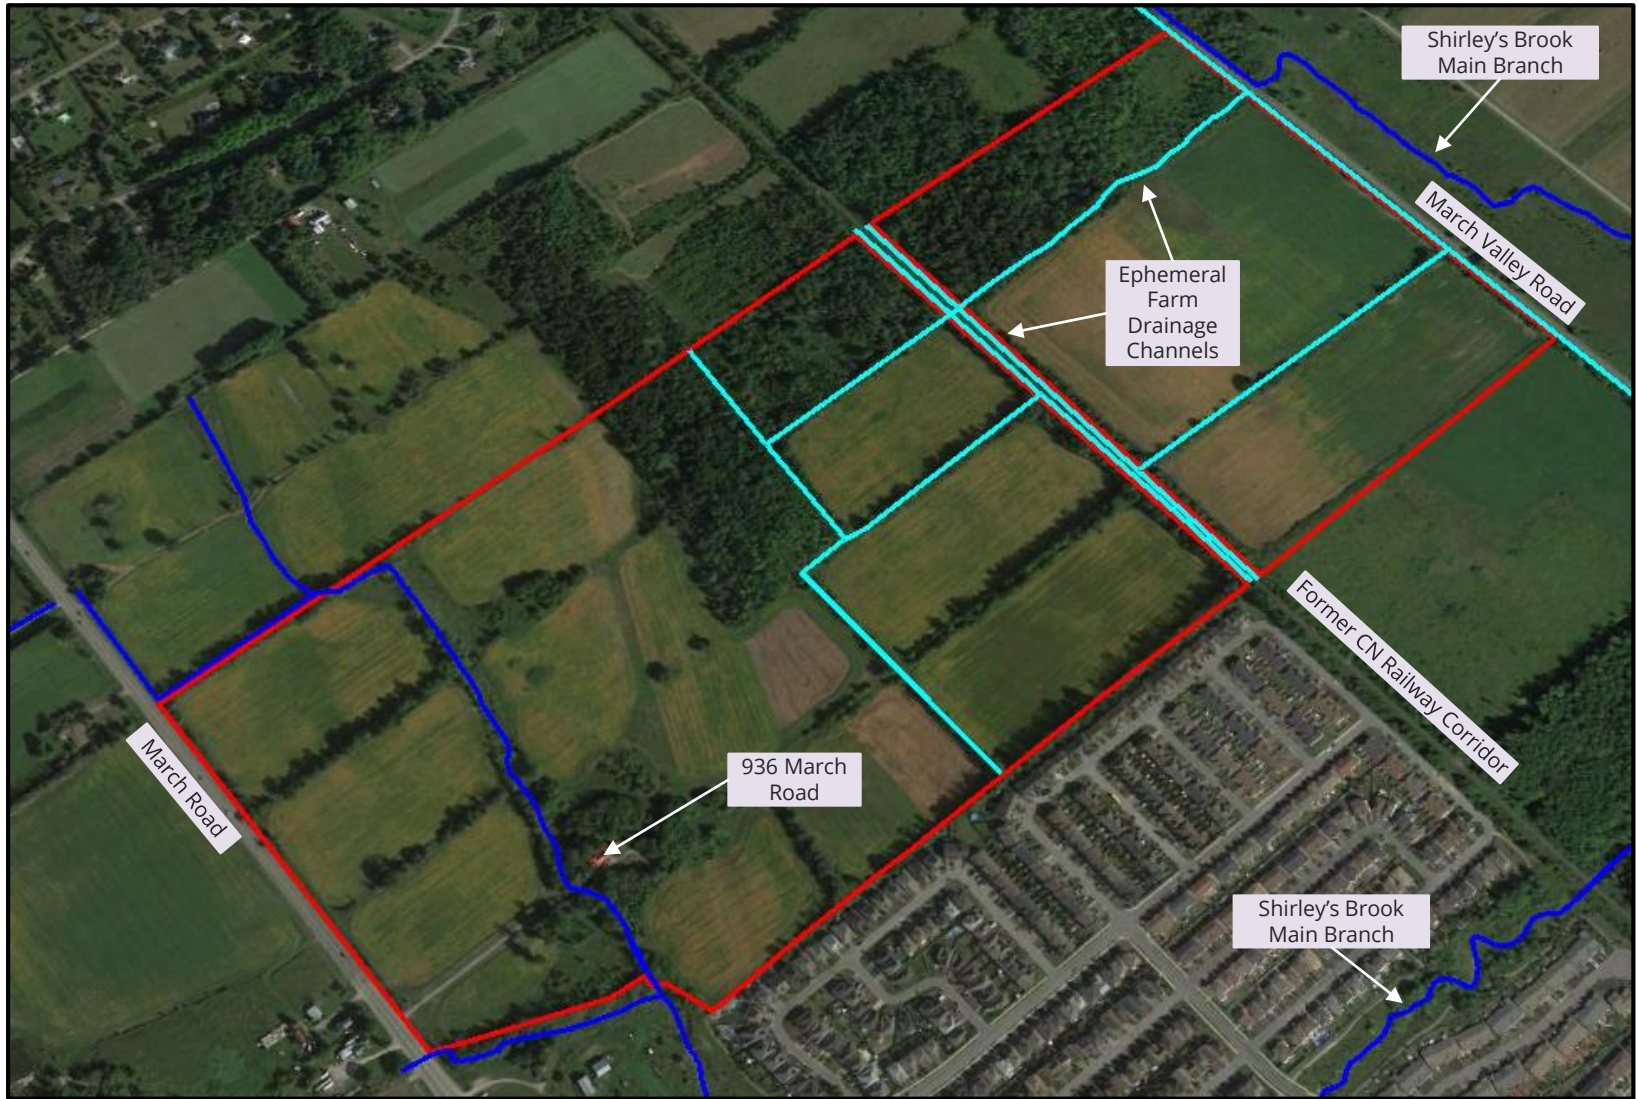 Shirley's Brook
Main Branch
March Valley Road
Ephemeral
Farm
Drainage
Channels
Former CN Railway Corridor
March Road
936 March
Road
Shirley's Brook
Main Branch